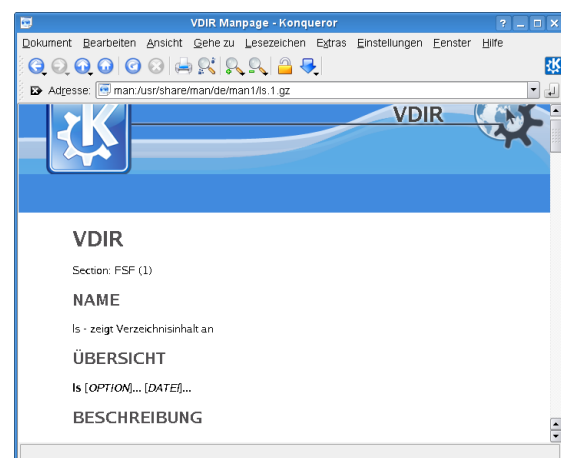 VDIR Manpage - Konqueror
Dokument Bearbeiten Ansicht Gehe zu Lesezeichen Extras Einstellungen Fenster Hilfe
Adresse: man:/usr/share/man/de/man1/ls.1.gz
VDIR
VDIR
Section: FSF (1)
NAME
ls - zeigt Verzeichnisinhalt an
ÜBERSICHT
ls [OPTION]... [DATEI]...
BESCHREIBUNG